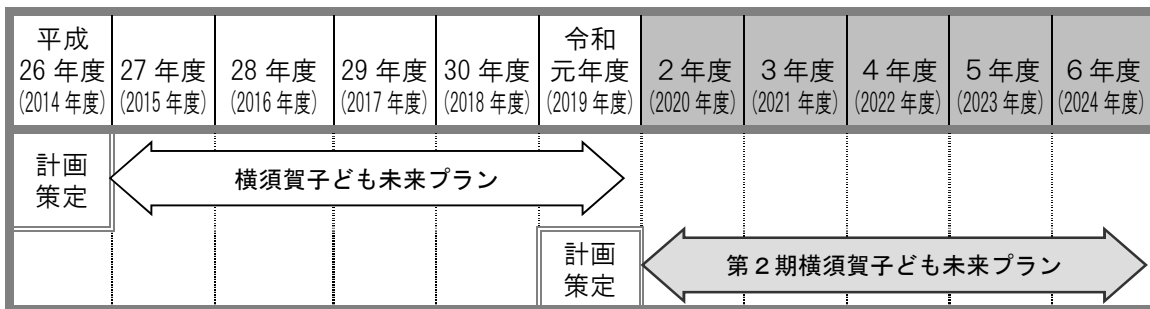 平成
26 年度
(2014 年度)
27 年度
(2015 年度)
28 年度
(2016 年度)
29 年度
(2017 年度)
30 年度
(2018 年度)
令和
元年度
(2019 年度)
２年度
(2020 年度)
３年度
(2021 年度)
４年度
(2022 年度)
５年度
(2023 年度)
６年度
(2024 年度)
計画
策定
横須賀子ども未来プラン
計画
策定
第２期横須賀子ども未来プラン